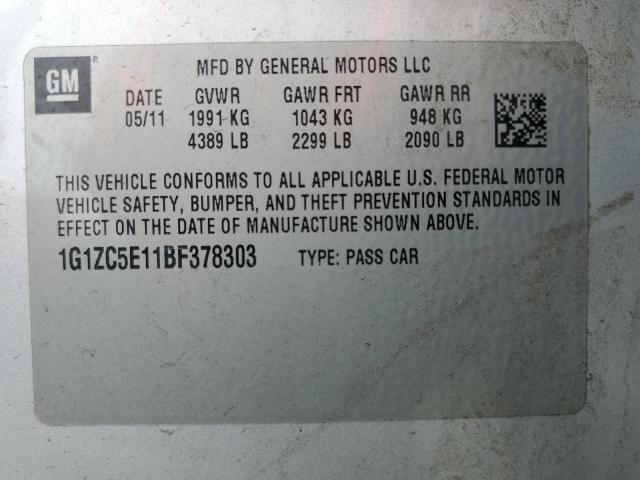 GM
MFD BY GENERAL MOTORS LLC
DATE GVWR GAWR FRT GAWR RR
05/11 1991 KG 1043 KG 948 KG
4389 LB 2299 LB 2090 LB
THIS VEHICLE CONFORMS TO ALL APPLICABLE U.S. FEDERAL MOTOR
VEHICLE SAFETY, BUMPER, AND THEFT PREVENTION STANDARDS IN
EFFECT ON THE DATE OF MANUFACTURE SHOWN ABOVE.
1G1ZC5E11BF378303 TYPE: PASS CAR